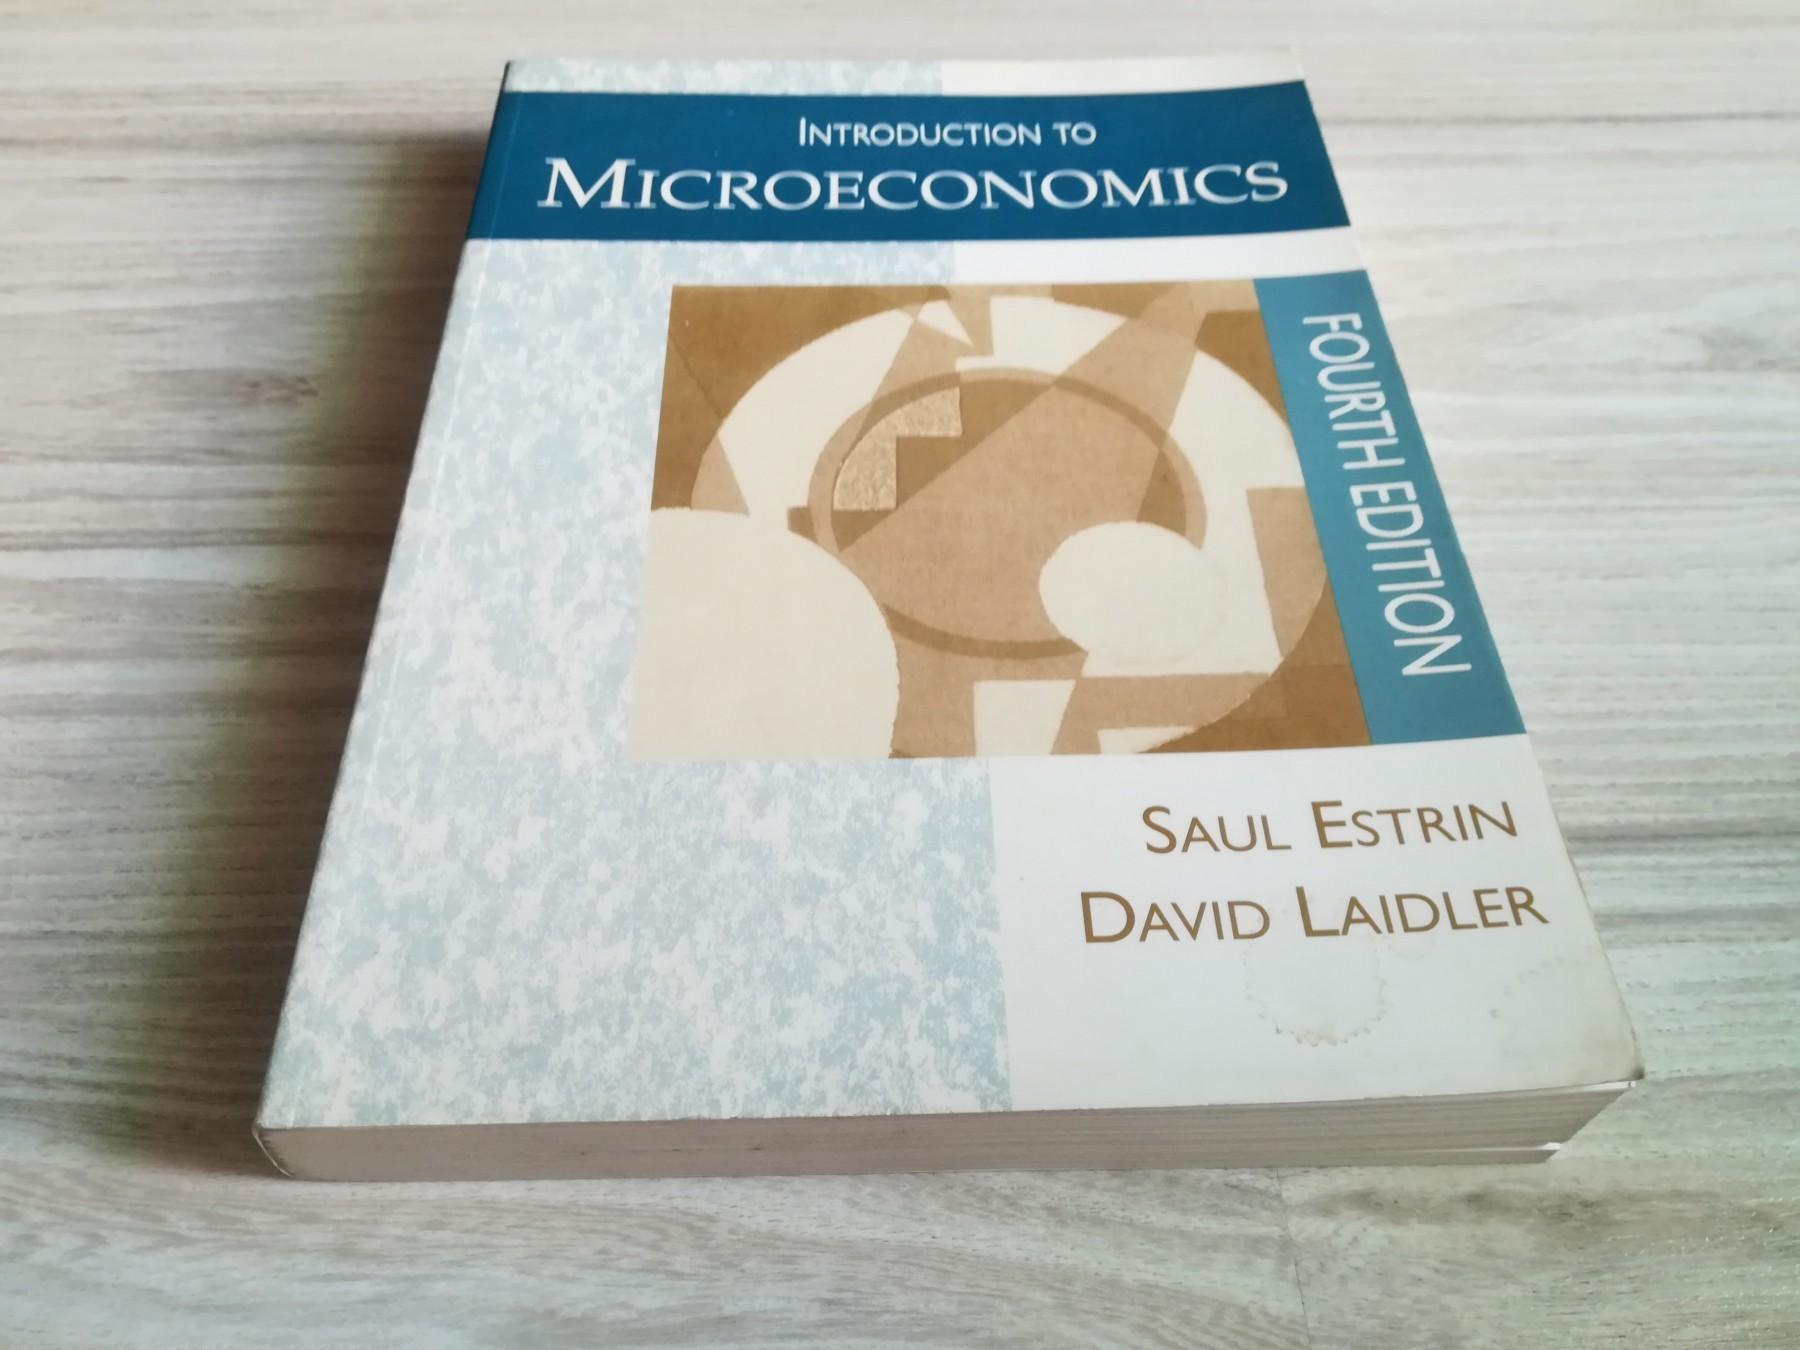 INTRODUCTION TO
MICROECONOMICS
FOURTH EDITION
SAUL ESTRIN
DAVID LAIDLER